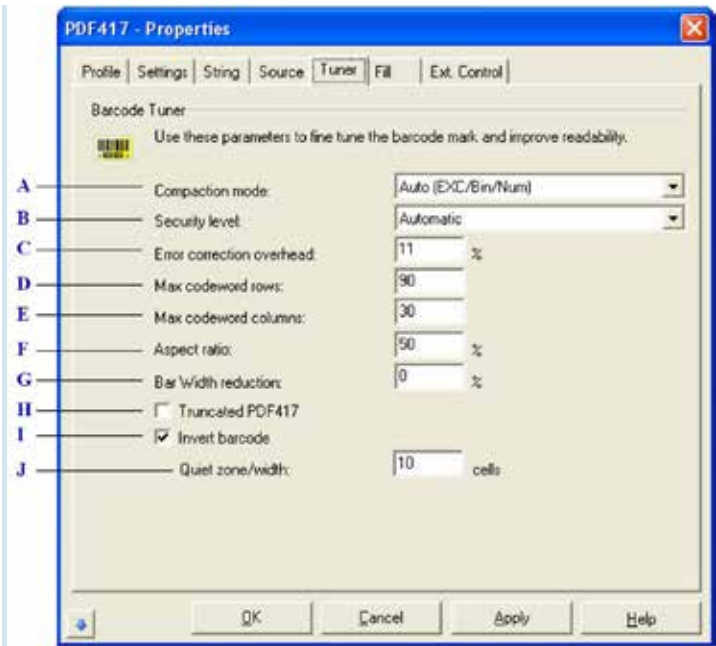 PDF417 - Properties
Profile Settings String Source Tuner Fill Ext. Control
Barcode Tuner
Use these parameters to fine tune the barcode mark and improve readability.
A Compaction mode: Auto (EXC/Bin/Num)
B Security level: Automatic
C Error correction overhead: 11 %
D Max codeword rows: 90
E Max codeword columns: 30
F Aspect ratio: 50 %
G Bar Width reduction: 0 %
H Truncated PDF417
I Invert barcode
J Quiet zone/width: 10 cells
OK Cancel Apply Help